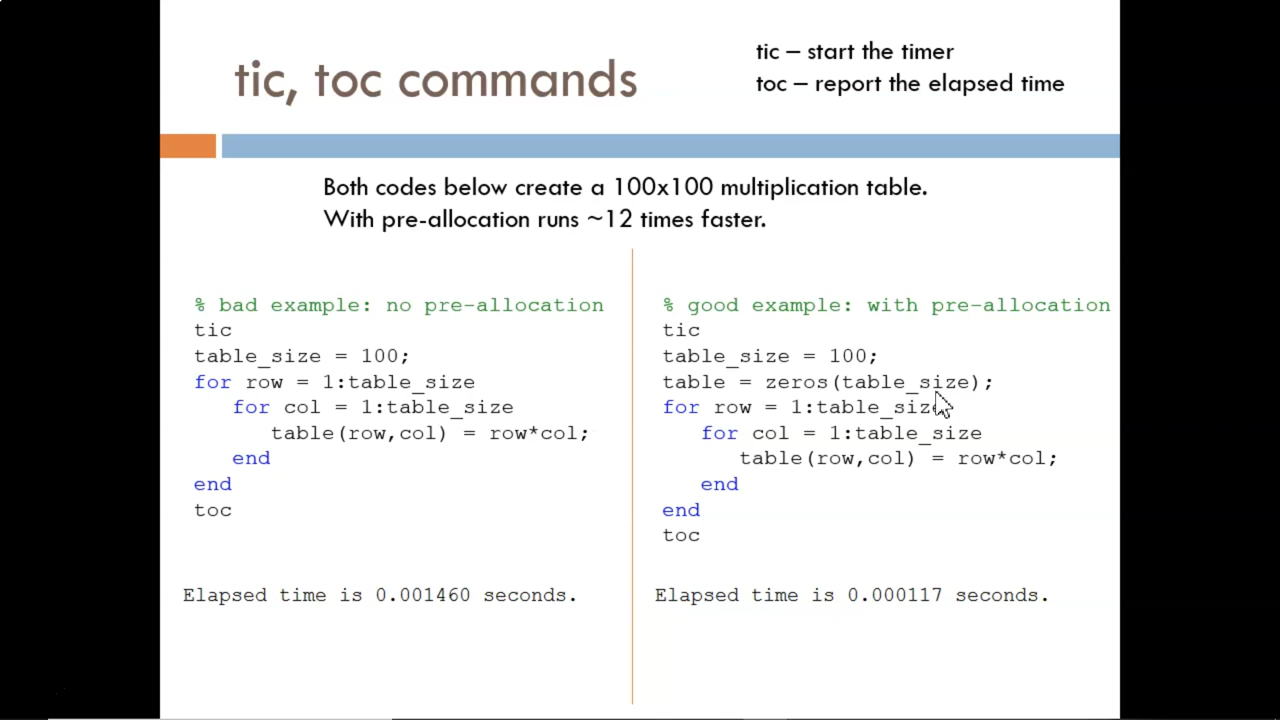 tic, toc commands
tic – start the timer
toc – report the elapsed time
Both codes below create a 100x100 multiplication table.
With pre-allocation runs ~12 times faster.
% bad example: no pre-allocation
tic
table_size = 100;
for row = 1:table_size
   for col = 1:table_size
      table(row,col) = row*col;
   end
end
toc
Elapsed time is 0.001460 seconds.
% good example: with pre-allocation
tic
table_size = 100;
table = zeros(table_size);
for row = 1:table_size
   for col = 1:table_size
      table(row,col) = row*col;
   end
end
toc
Elapsed time is 0.000117 seconds.